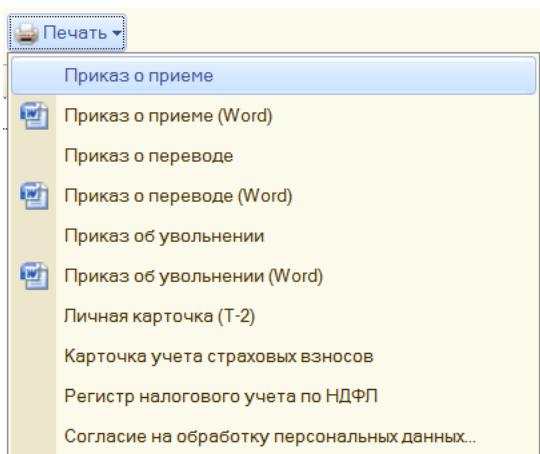 Печать
Приказ о приеме
Приказ о приеме (Word)
Приказ о переводе
Приказ о переводе (Word)
Приказ об увольнении
Приказ об увольнении (Word)
Личная карточка (Т-2)
Карточка учета страховых взносов
Регистр налогового учета по НДФЛ
Согласие на обработку персональных данных...